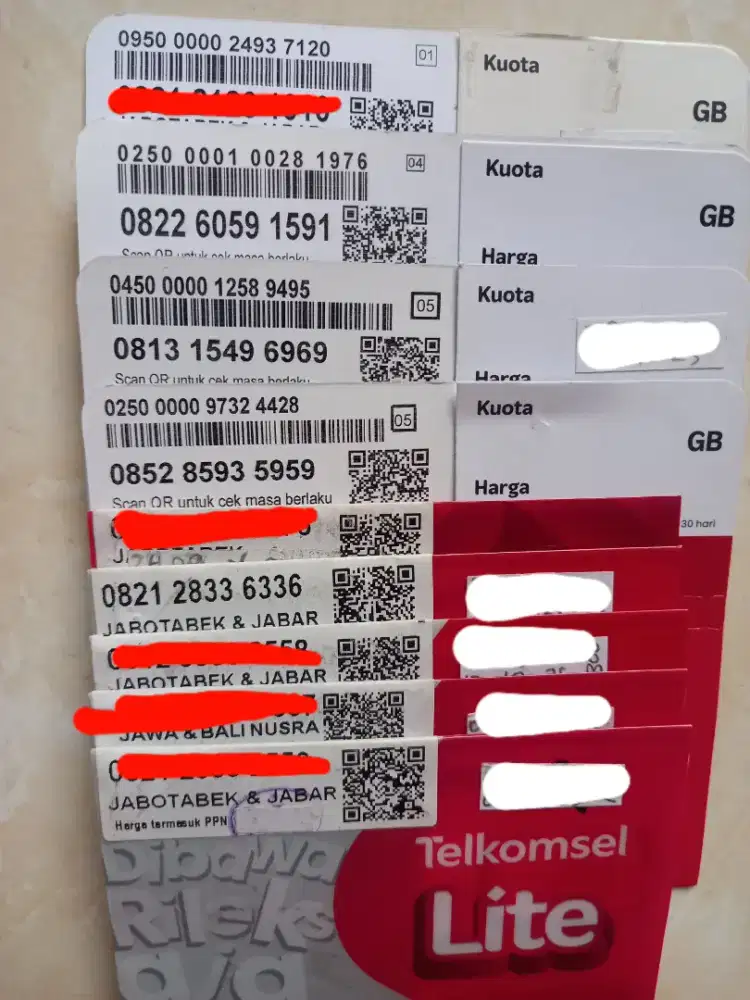 0950 0000 2493 7120
01
Kuota
GB
0250 0001 0028 1976
04
0822 6059 1591
Scan QR untuk cek masa berlaku
Kuota
GB
Harga
0450 0000 1258 9495
05
0813 1549 6969
Scan QR untuk cek masa berlaku
Kuota
Harga
0250 0000 9732 4428
05
0852 8593 5959
Scan QR untuk cek masa berlaku
Kuota
GB
Harga
30 hari
0821 2833 6336
JABOTABEK & JABAR
JABOTABEK & JABAR
JAWA & BALI NUSRA
JABOTABEK & JABAR
Harga termasuk PPN
Dibawa
Rileks
aja
Telkomsel
Lite